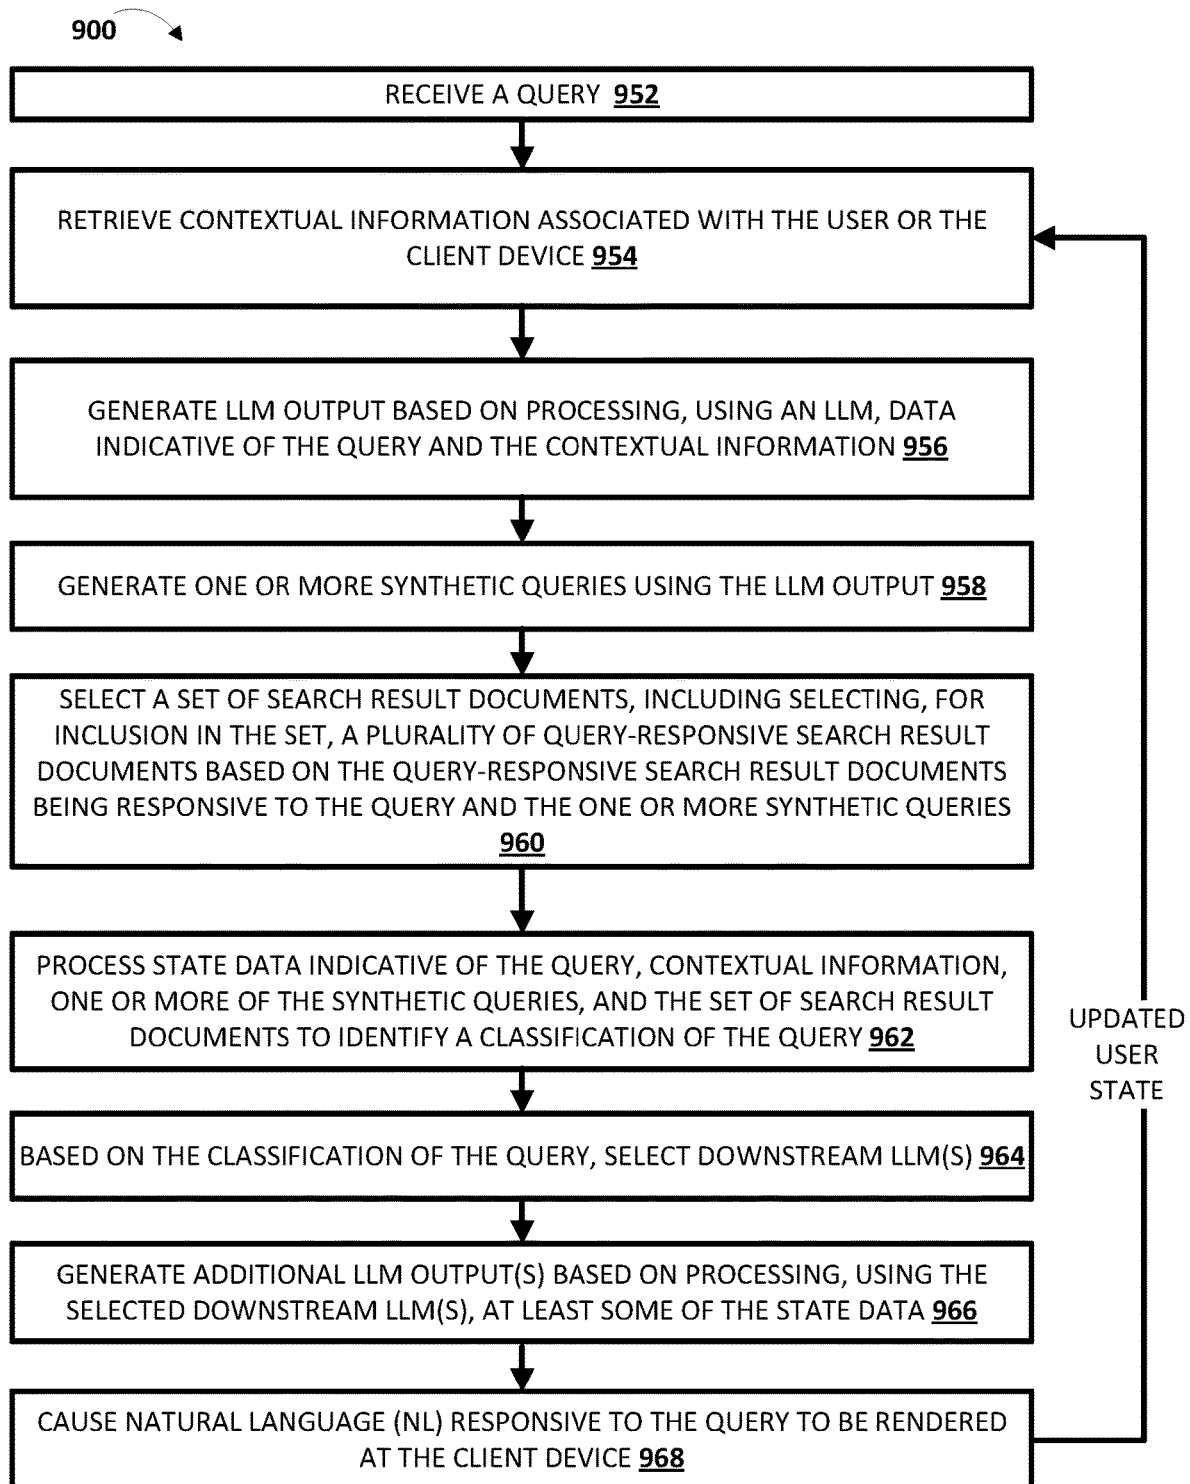 900
RECEIVE A QUERY 952
RETRIEVE CONTEXTUAL INFORMATION ASSOCIATED WITH THE USER OR THE
CLIENT DEVICE 954
GENERATE LLM OUTPUT BASED ON PROCESSING, USING AN LLM, DATA
INDICATIVE OF THE QUERY AND THE CONTEXTUAL INFORMATION 956
GENERATE ONE OR MORE SYNTHETIC QUERIES USING THE LLM OUTPUT 958
SELECT A SET OF SEARCH RESULT DOCUMENTS, INCLUDING SELECTING, FOR
INCLUSION IN THE SET, A PLURALITY OF QUERY-RESPONSIVE SEARCH RESULT
DOCUMENTS BASED ON THE QUERY-RESPONSIVE SEARCH RESULT DOCUMENTS
BEING RESPONSIVE TO THE QUERY AND THE ONE OR MORE SYNTHETIC QUERIES
960
PROCESS STATE DATA INDICATIVE OF THE QUERY, CONTEXTUAL INFORMATION,
ONE OR MORE OF THE SYNTHETIC QUERIES, AND THE SET OF SEARCH RESULT
DOCUMENTS TO IDENTIFY A CLASSIFICATION OF THE QUERY 962
BASED ON THE CLASSIFICATION OF THE QUERY, SELECT DOWNSTREAM LLM(S) 964
GENERATE ADDITIONAL LLM OUTPUT(S) BASED ON PROCESSING, USING THE
SELECTED DOWNSTREAM LLM(S), AT LEAST SOME OF THE STATE DATA 966
CAUSE NATURAL LANGUAGE (NL) RESPONSIVE TO THE QUERY TO BE RENDERED
AT THE CLIENT DEVICE 968
UPDATED
USER
STATE